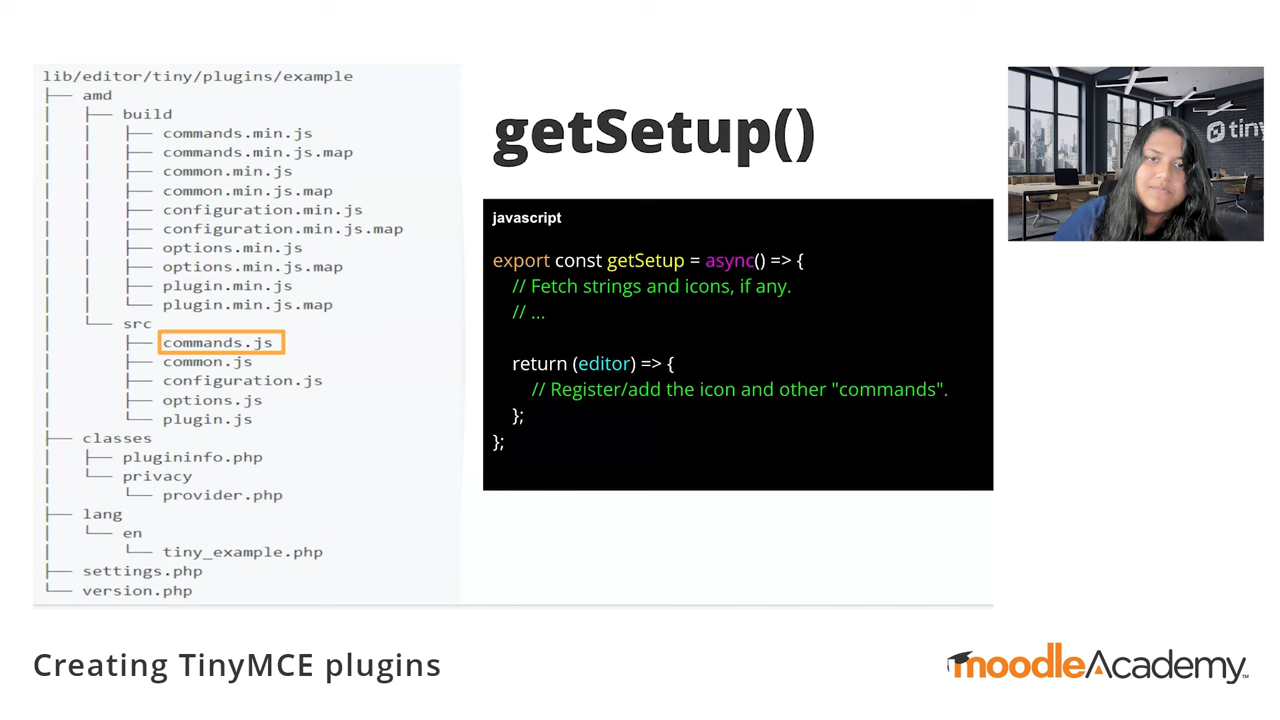 lib/editor/tiny/plugins/example
├── amd
│   ├── build
│   │   ├── commands.min.js
│   │   ├── commands.min.js.map
│   │   ├── common.min.js
│   │   ├── common.min.js.map
│   │   ├── configuration.min.js
│   │   ├── configuration.min.js.map
│   │   ├── options.min.js
│   │   ├── options.min.js.map
│   │   ├── plugin.min.js
│   │   └── plugin.min.js.map
│   └── src
│       ├── commands.js
│       ├── common.js
│       ├── configuration.js
│       ├── options.js
│       └── plugin.js
├── classes
│   ├── plugininfo.php
│   └── privacy
│       └── provider.php
├── lang
│   └── en
│       └── tiny_example.php
├── settings.php
└── version.php
getSetup()
javascript
export const getSetup = async() => {
// Fetch strings and icons, if any.
// ...
return (editor) => {
// Register/add the icon and other "commands".
};
};
tiny
Creating TinyMCE plugins
moodleAcademy™